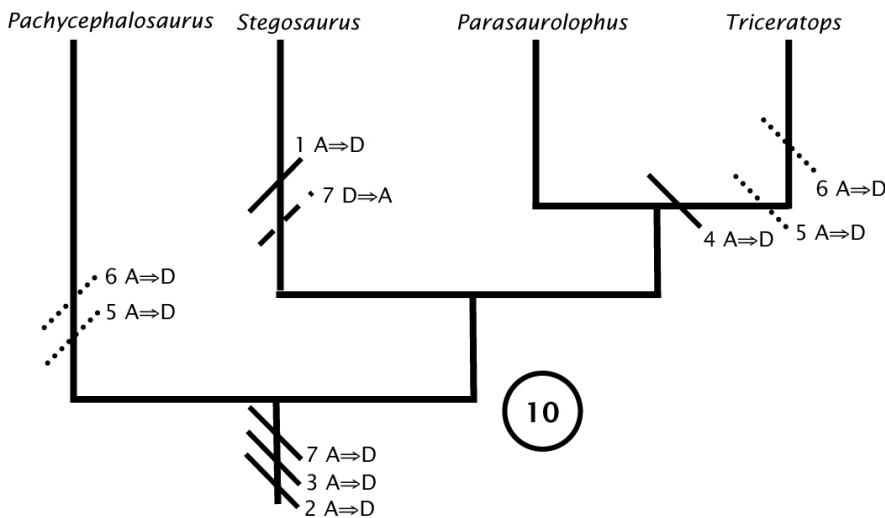 Pachycephalosaurus Stegosaurus Parasaurolophus Triceratops
1 A⇒D
7 D⇒A
6 A⇒D
4 A⇒D 5 A⇒D
6 A⇒D
5 A⇒D
10
7 A⇒D
3 A⇒D
2 A⇒D